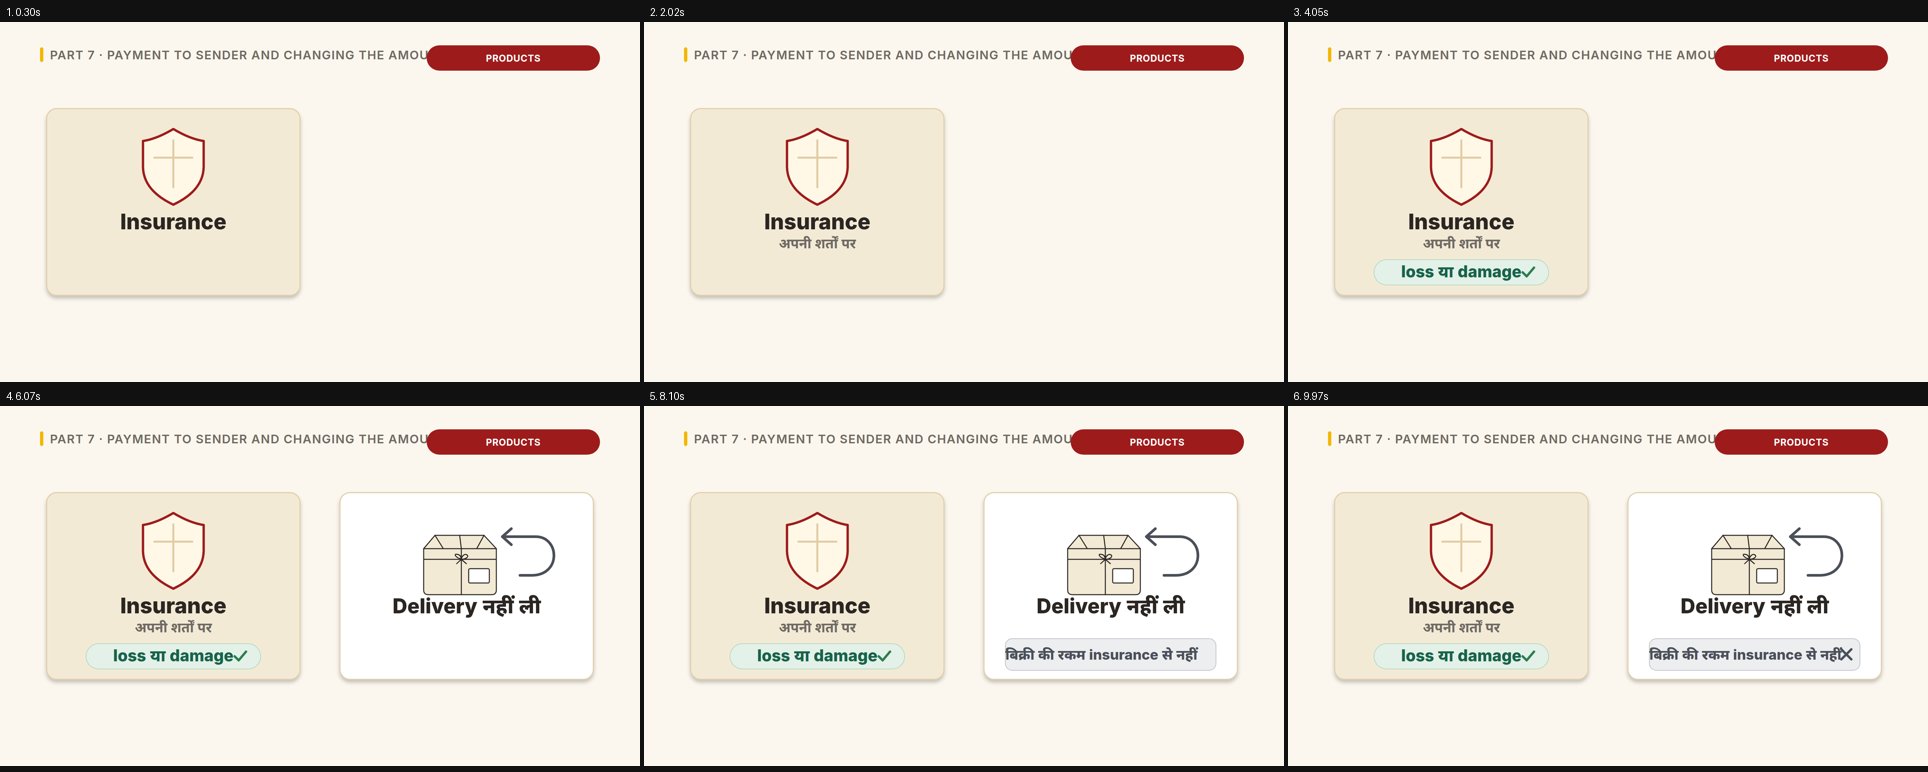 1. 0.30s
PART 7 · PAYMENT TO SENDER AND CHANGING THE AMOU
PRODUCTS
Insurance
2. 2.02s
PART 7 · PAYMENT TO SENDER AND CHANGING THE AMOU
PRODUCTS
Insurance
अपनी शर्तों पर
3. 4.05s
PART 7 · PAYMENT TO SENDER AND CHANGING THE AMOU
PRODUCTS
Insurance
अपनी शर्तों पर
loss या damage
4. 6.07s
PART 7 · PAYMENT TO SENDER AND CHANGING THE AMOU
PRODUCTS
Insurance
अपनी शर्तों पर
loss या damage
Delivery नहीं ली
5. 8.10s
PART 7 · PAYMENT TO SENDER AND CHANGING THE AMOU
PRODUCTS
Insurance
अपनी शर्तों पर
loss या damage
Delivery नहीं ली
बिक्री की रकम insurance से नहीं
6. 9.97s
PART 7 · PAYMENT TO SENDER AND CHANGING THE AMOU
PRODUCTS
Insurance
अपनी शर्तों पर
loss या damage
Delivery नहीं ली
बिक्री की रकम insurance से नहीं